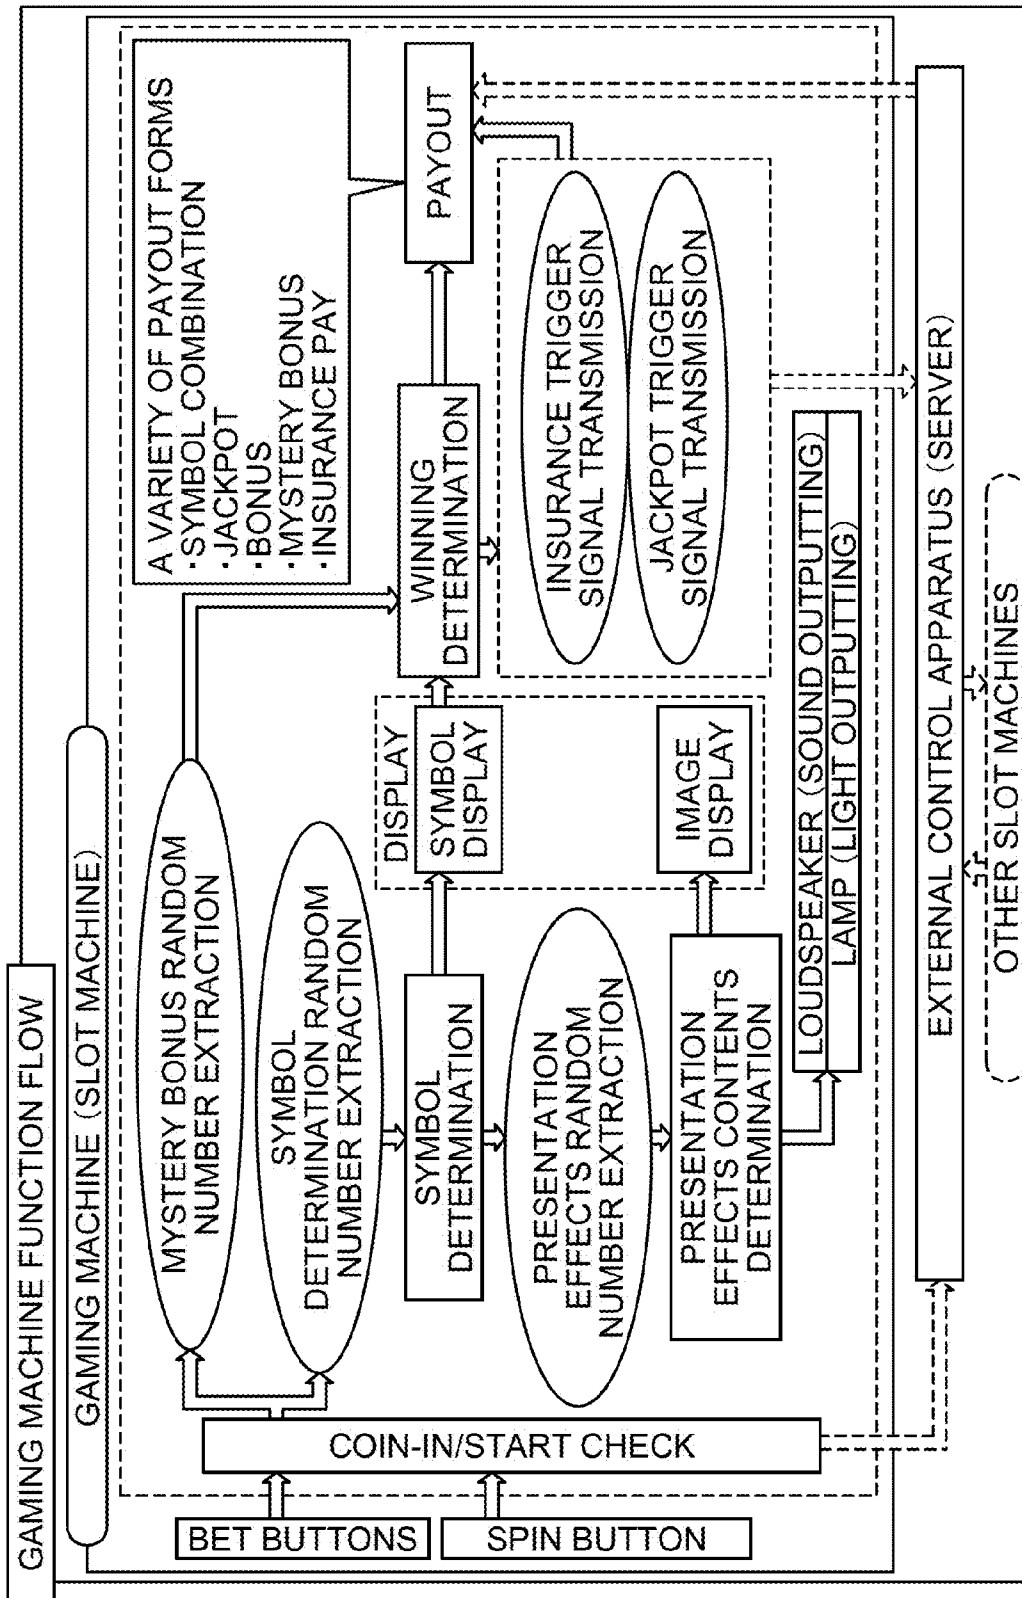 GAMING MACHINE FUNCTION FLOW
GAMING MACHINE (SLOT MACHINE)
BET BUTTONS
SPIN BUTTON
COIN-IN/START CHECK
MYSTERY BONUS RANDOM
NUMBER EXTRACTION
SYMBOL
DETERMINATION RANDOM
NUMBER EXTRACTION
SYMBOL
DETERMINATION
PRESENTATION
EFFECTS RANDOM
NUMBER EXTRACTION
PRESENTATION
EFFECTS CONTENTS
DETERMINATION
DISPLAY
SYMBOL
DISPLAY
IMAGE
DISPLAY
LOUDSPEAKER (SOUND OUTPUTTING)
LAMP (LIGHT OUTPUTTING)
WINNING
DETERMINATION
INSURANCE TRIGGER
SIGNAL TRANSMISSION
JACKPOT TRIGGER
SIGNAL TRANSMISSION
A VARIETY OF PAYOUT FORMS
· SYMBOL COMBINATION
· JACKPOT
· BONUS
· MYSTERY BONUS
· INSURANCE PAY
PAYOUT
EXTERNAL CONTROL APPARATUS (SERVER)
OTHER SLOT MACHINES